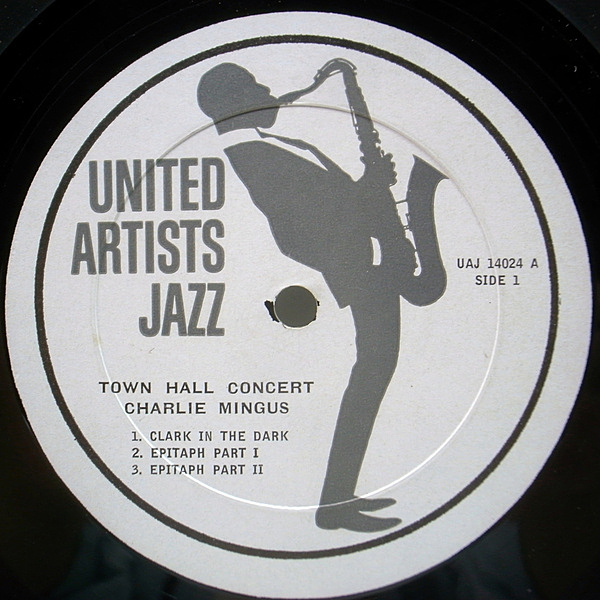 UNITED
ARTISTS
JAZZ
UAJ 14024 A
SIDE 1
TOWN HALL CONCERT
CHARLIE MINGUS
1. CLARK IN THE DARK
2. EPITAPH PART I
3. EPITAPH PART II